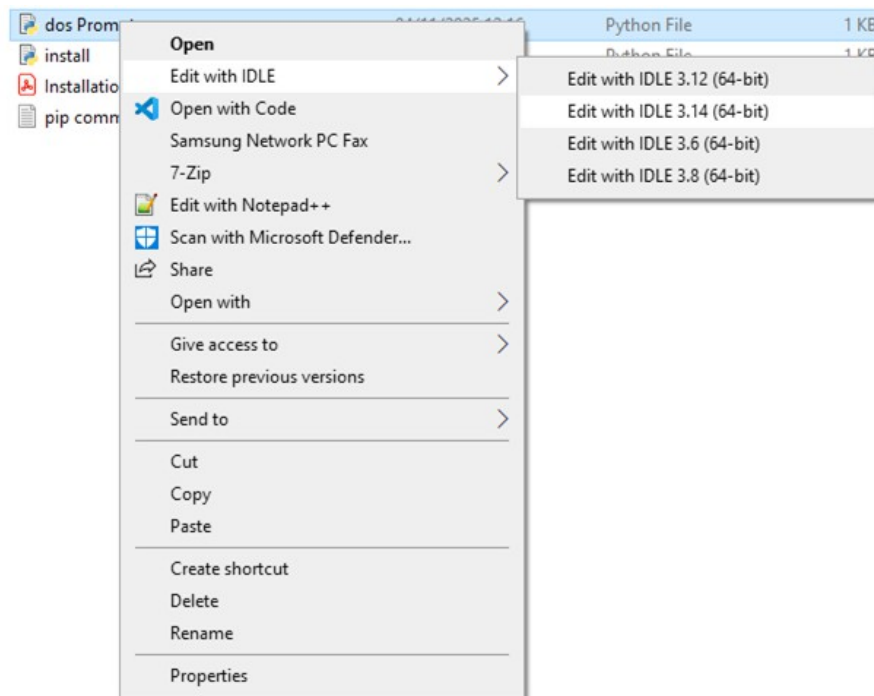 dos Prom
Python File 1 KB
Open
install
Python File 1 KB
Edit with IDLE
Edit with IDLE 3.12 (64-bit)
Installatio
Open with Code
Edit with IDLE 3.14 (64-bit)
pip comm
Samsung Network PC Fax
Edit with IDLE 3.6 (64-bit)
7-Zip
Edit with IDLE 3.8 (64-bit)
Edit with Notepad++
Scan with Microsoft Defender...
Share
Open with
Give access to
Restore previous versions
Send to
Cut
Copy
Paste
Create shortcut
Delete
Rename
Properties